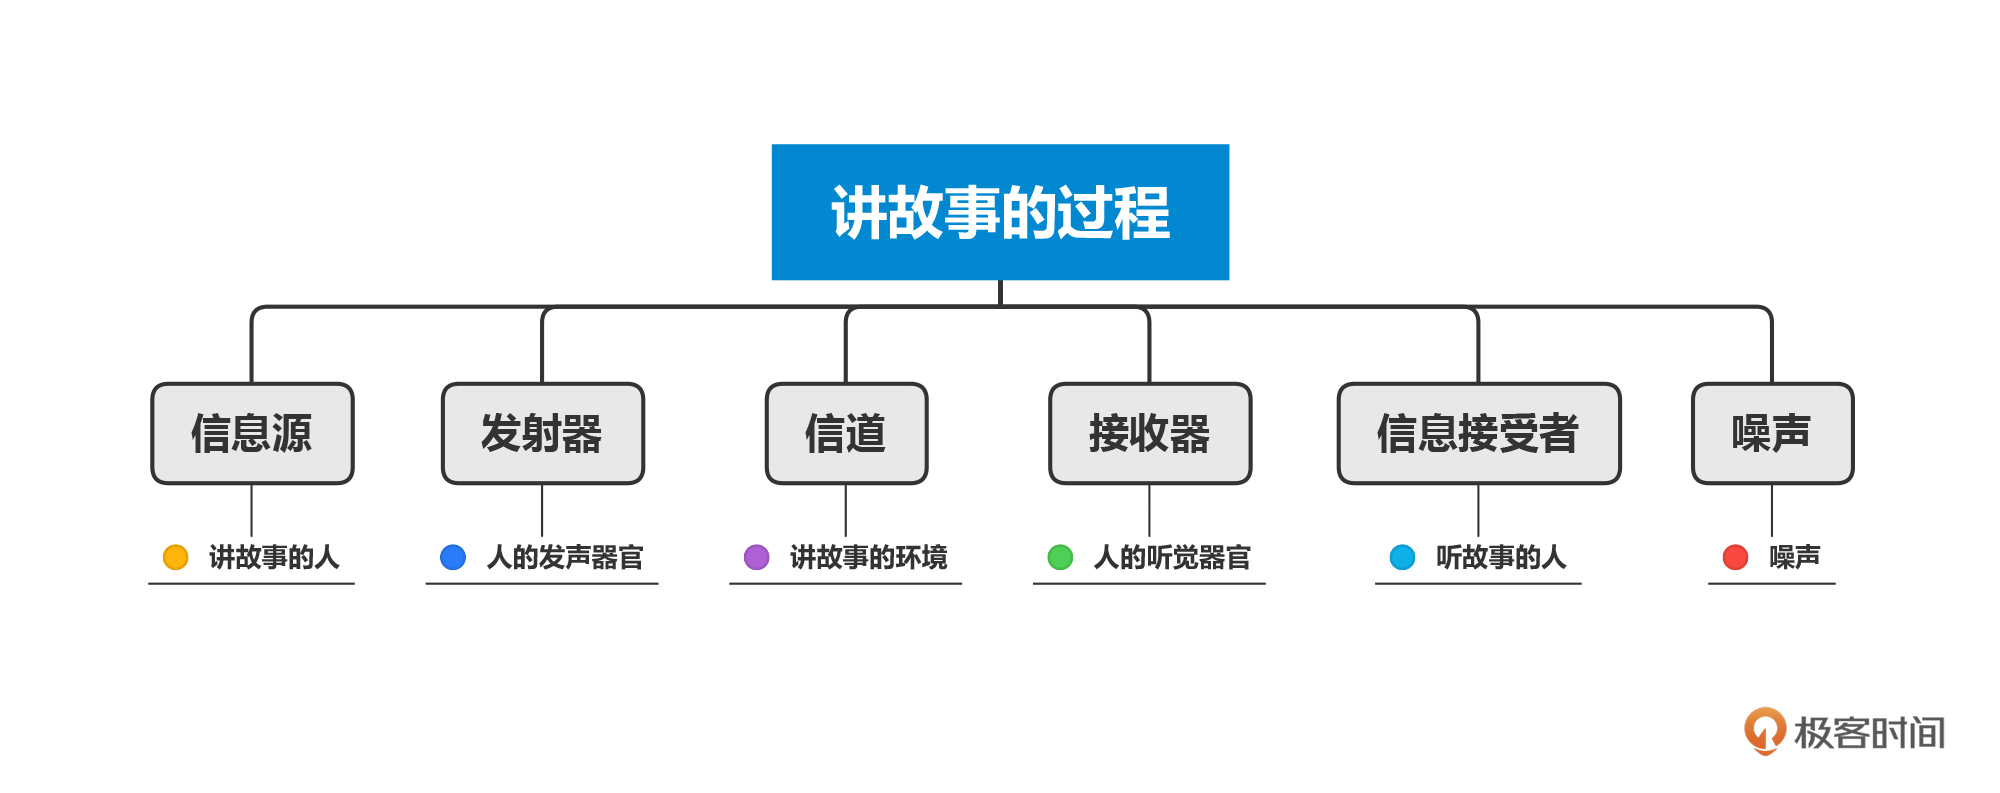 讲故事的过程
信息源
发射器
信道
接收器
信息接受者
噪声
讲故事的人
人的发声器官
讲故事的环境
人的听觉器官
听故事的人
噪声
极客时间